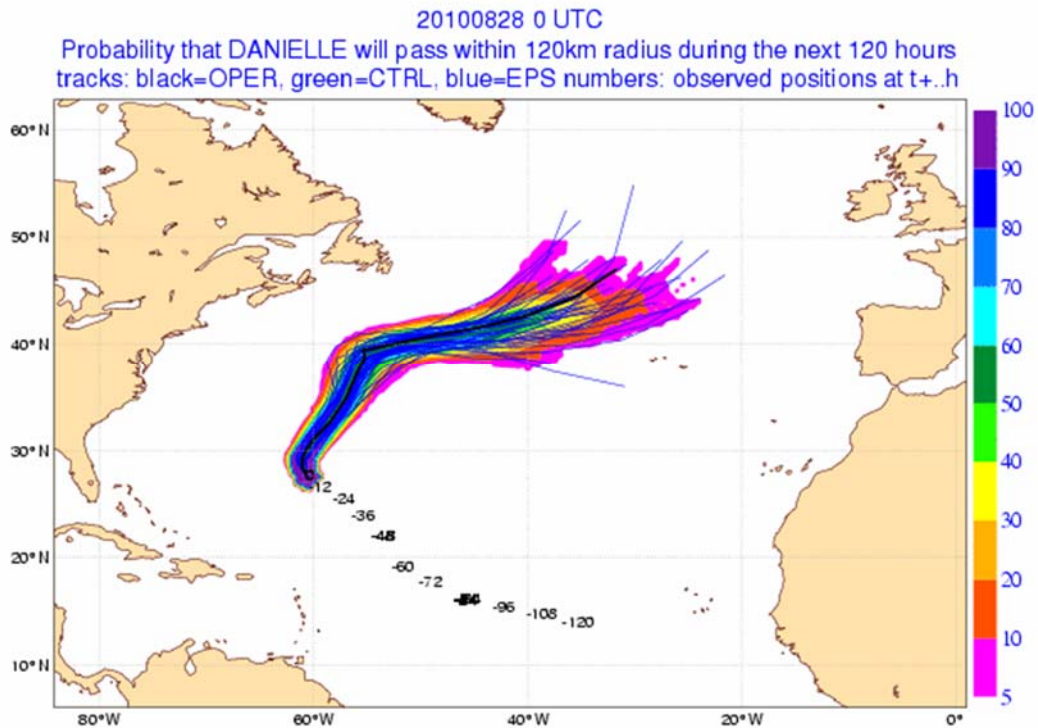 20100828 0 UTC
Probability that DANIELLE will pass within 120km radius during the next 120 hours
tracks: black=OPER, green=CTRL, blue=EPS numbers: observed positions at t+..h
100
60°N
90
50°N
80
70
40°N
60
50
30°N
40
-12
-24
-36
30
-48
20°N
-60
-72
20
-96
-108
-120
10
10°N
5
80°W
60°W
40°W
20°W
0°